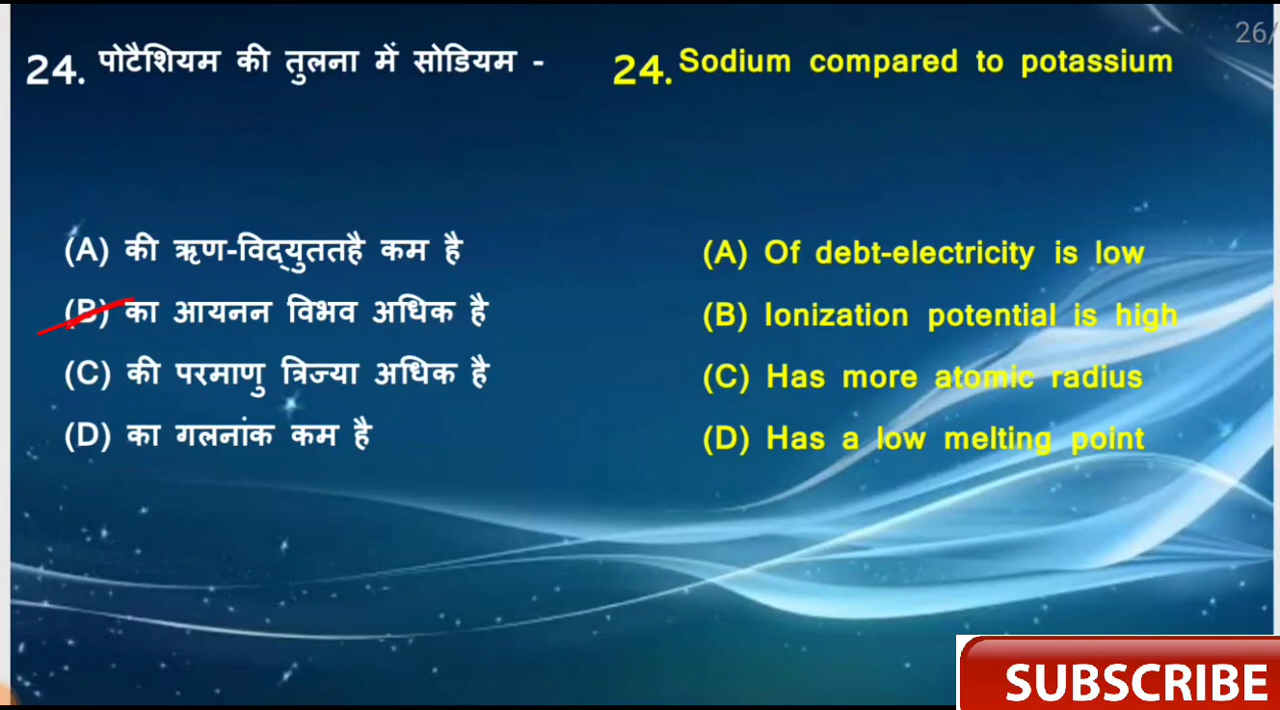 24. पोटैशियम की तुलना में सोडियम -
(A) की ऋण-विद्युततहै कम है
(B) का आयनन विभव अधिक है
(C) की परमाणु त्रिज्या अधिक है
(D) का गलनांक कम है
26/
24. Sodium compared to potassium
(A) Of debt-electricity is low
(B) Ionization potential is high
(C) Has more atomic radius
(D) Has a low melting point
SUBSCRIBE